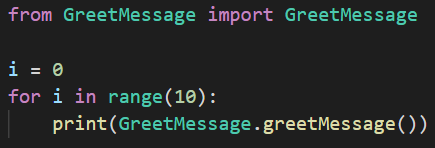 from GreetMessage import GreetMessage

i = 0
for i in range(10):
    print(GreetMessage.greetMessage())